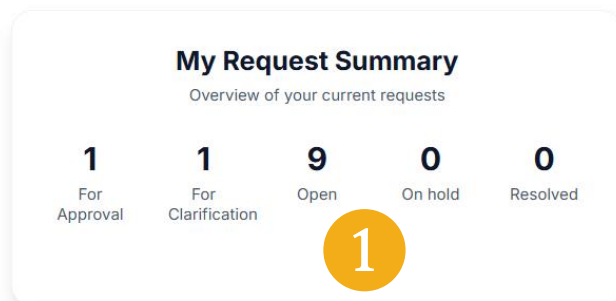 My Request Summary
Overview of your current requests
1 1 9 0 0
For For Open On hold Resolved
Approval Clarification
1